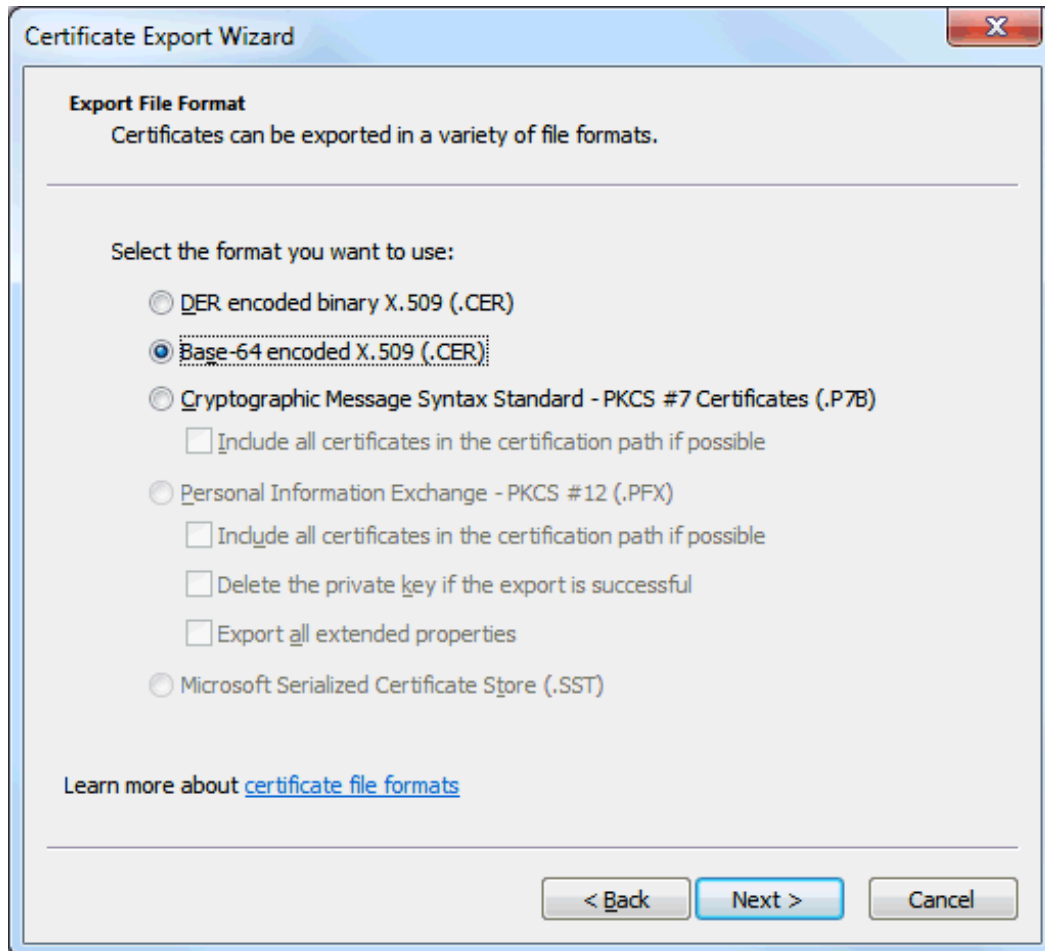 Certificate Export Wizard
Export File Format
Certificates can be exported in a variety of file formats.
Select the format you want to use:
DER encoded binary X.509 (.CER)
Base-64 encoded X.509 (.CER)
Cryptographic Message Syntax Standard - PKCS #7 Certificates (.P7B)
Include all certificates in the certification path if possible
Personal Information Exchange - PKCS #12 (.PFX)
Include all certificates in the certification path if possible
Delete the private key if the export is successful
Export all extended properties
Microsoft Serialized Certificate Store (.SST)
Learn more about certificate file formats
< Back Next > Cancel